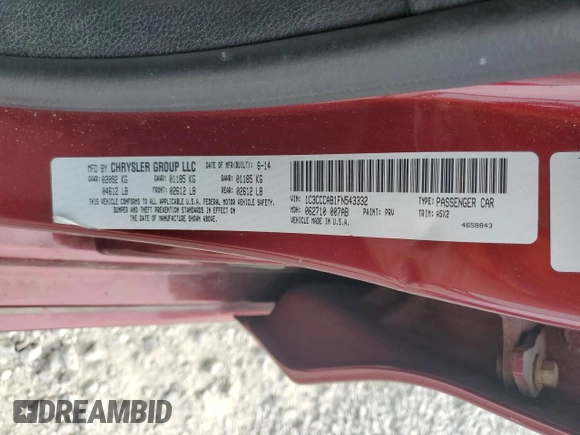 MFD BY CHRYSLER GROUP LLC DATE OF MFR(BUILT): 6-14
GVWR: 02092 KG GAWR: 01185 KG GAWR: 01185 KG
04612 LB FRONT: 02612 LB REAR: 02612 LB
THIS VEHICLE CONFORMS TO ALL APPLICABLE U.S.A. FEDERAL MOTOR VEHICLE SAFETY,
BUMPER AND THEFT PREVENTION STANDARDS IN EFFECT ON
THE DATE OF MANUFACTURE SHOWN ABOVE.
VIN: 1C3CCCAB1FN543332 TYPE: PASSENGER CAR
MDH: 062710 007AB PAINT: PRV TRIM: ASX2
VEHICLE MADE IN U.S.A.
4658843
DREAMBID